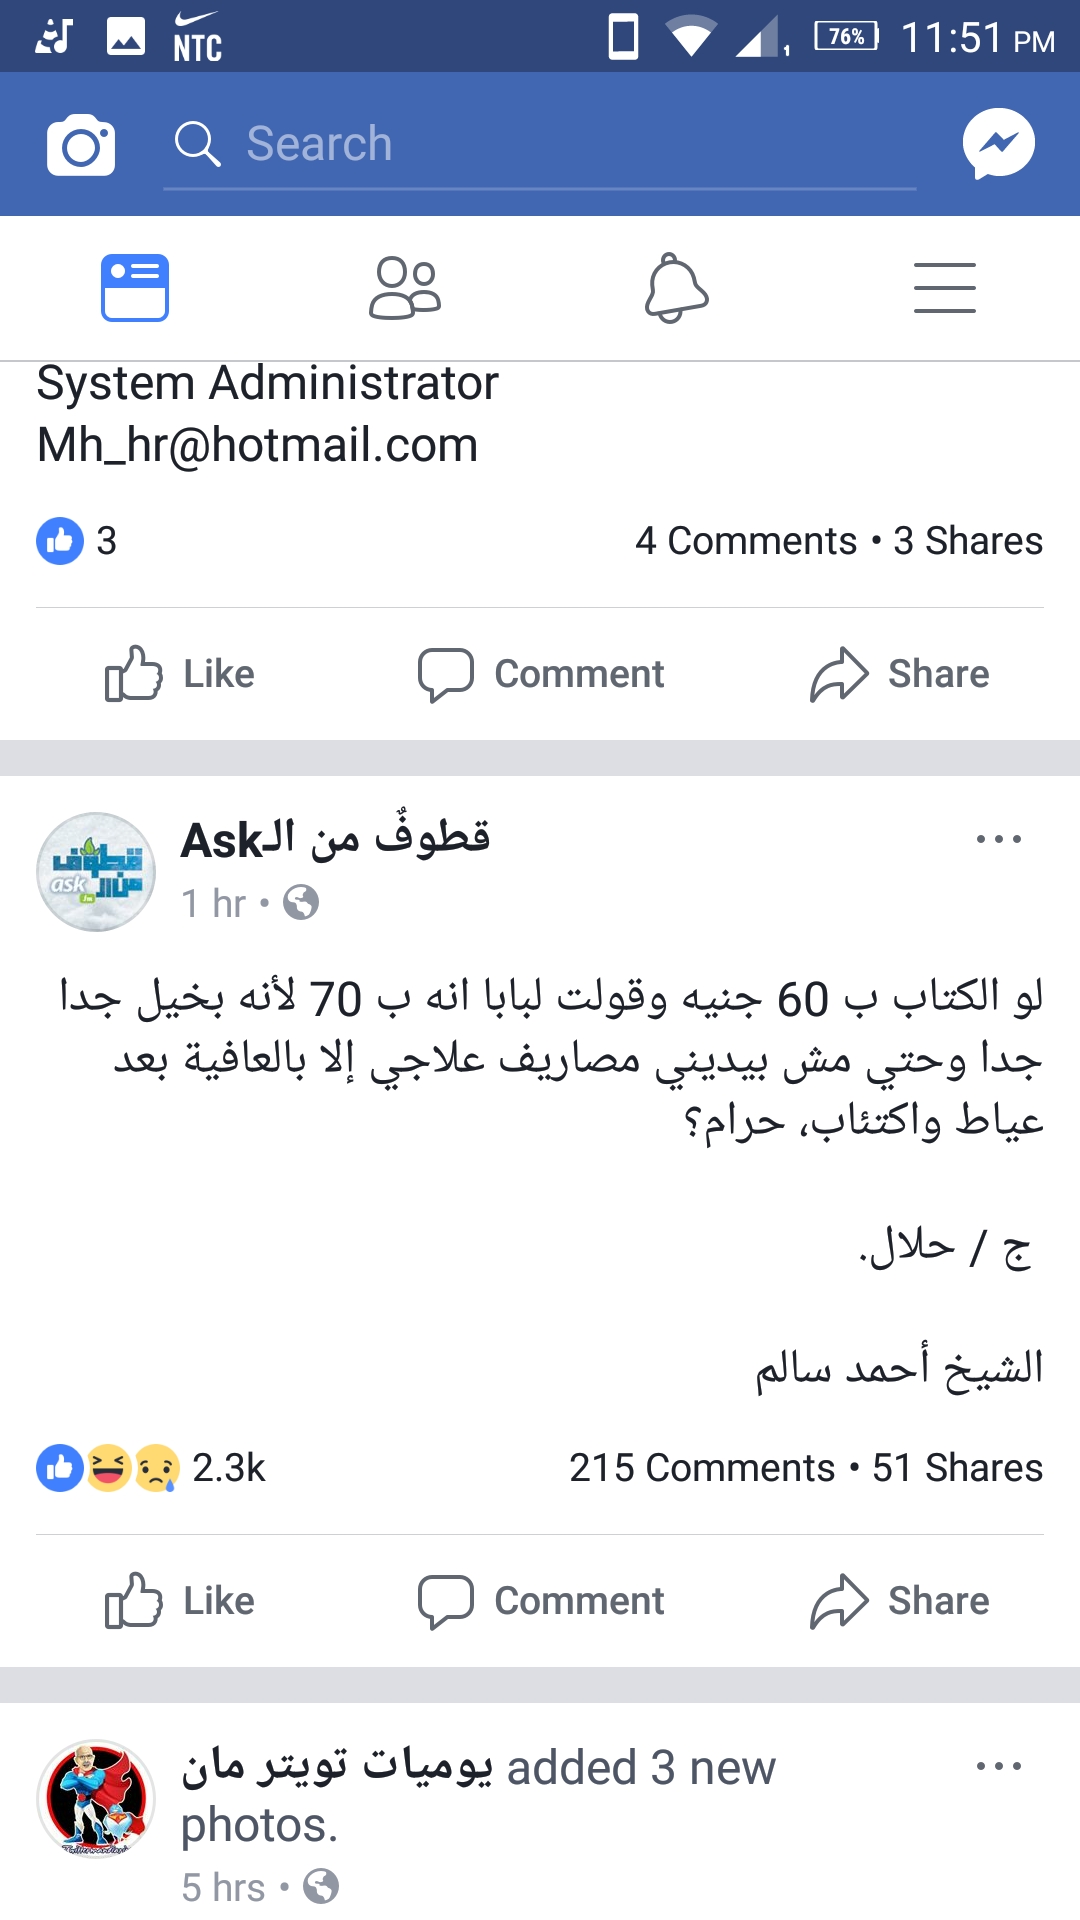 NTC
76%
11:51 PM
Search
System Administrator
Mh_hr@hotmail.com
3
4 Comments • 3 Shares
Like
Comment
Share
قطوفٌ من الـAsk
1 hr •
لو الكتاب ب 60 جنيه وقولت لبابا انه ب 70 لأنه بخيل جدا
جدا وحتي مش بيديني مصاريف علاجي إلا بالعافية بعد
عياط واكتئاب، حرام؟
ج / حلال.
الشيخ أحمد سالم
2.3k
215 Comments • 51 Shares
Like
Comment
Share
يوميات تويتر مان added 3 new
photos.
5 hrs •